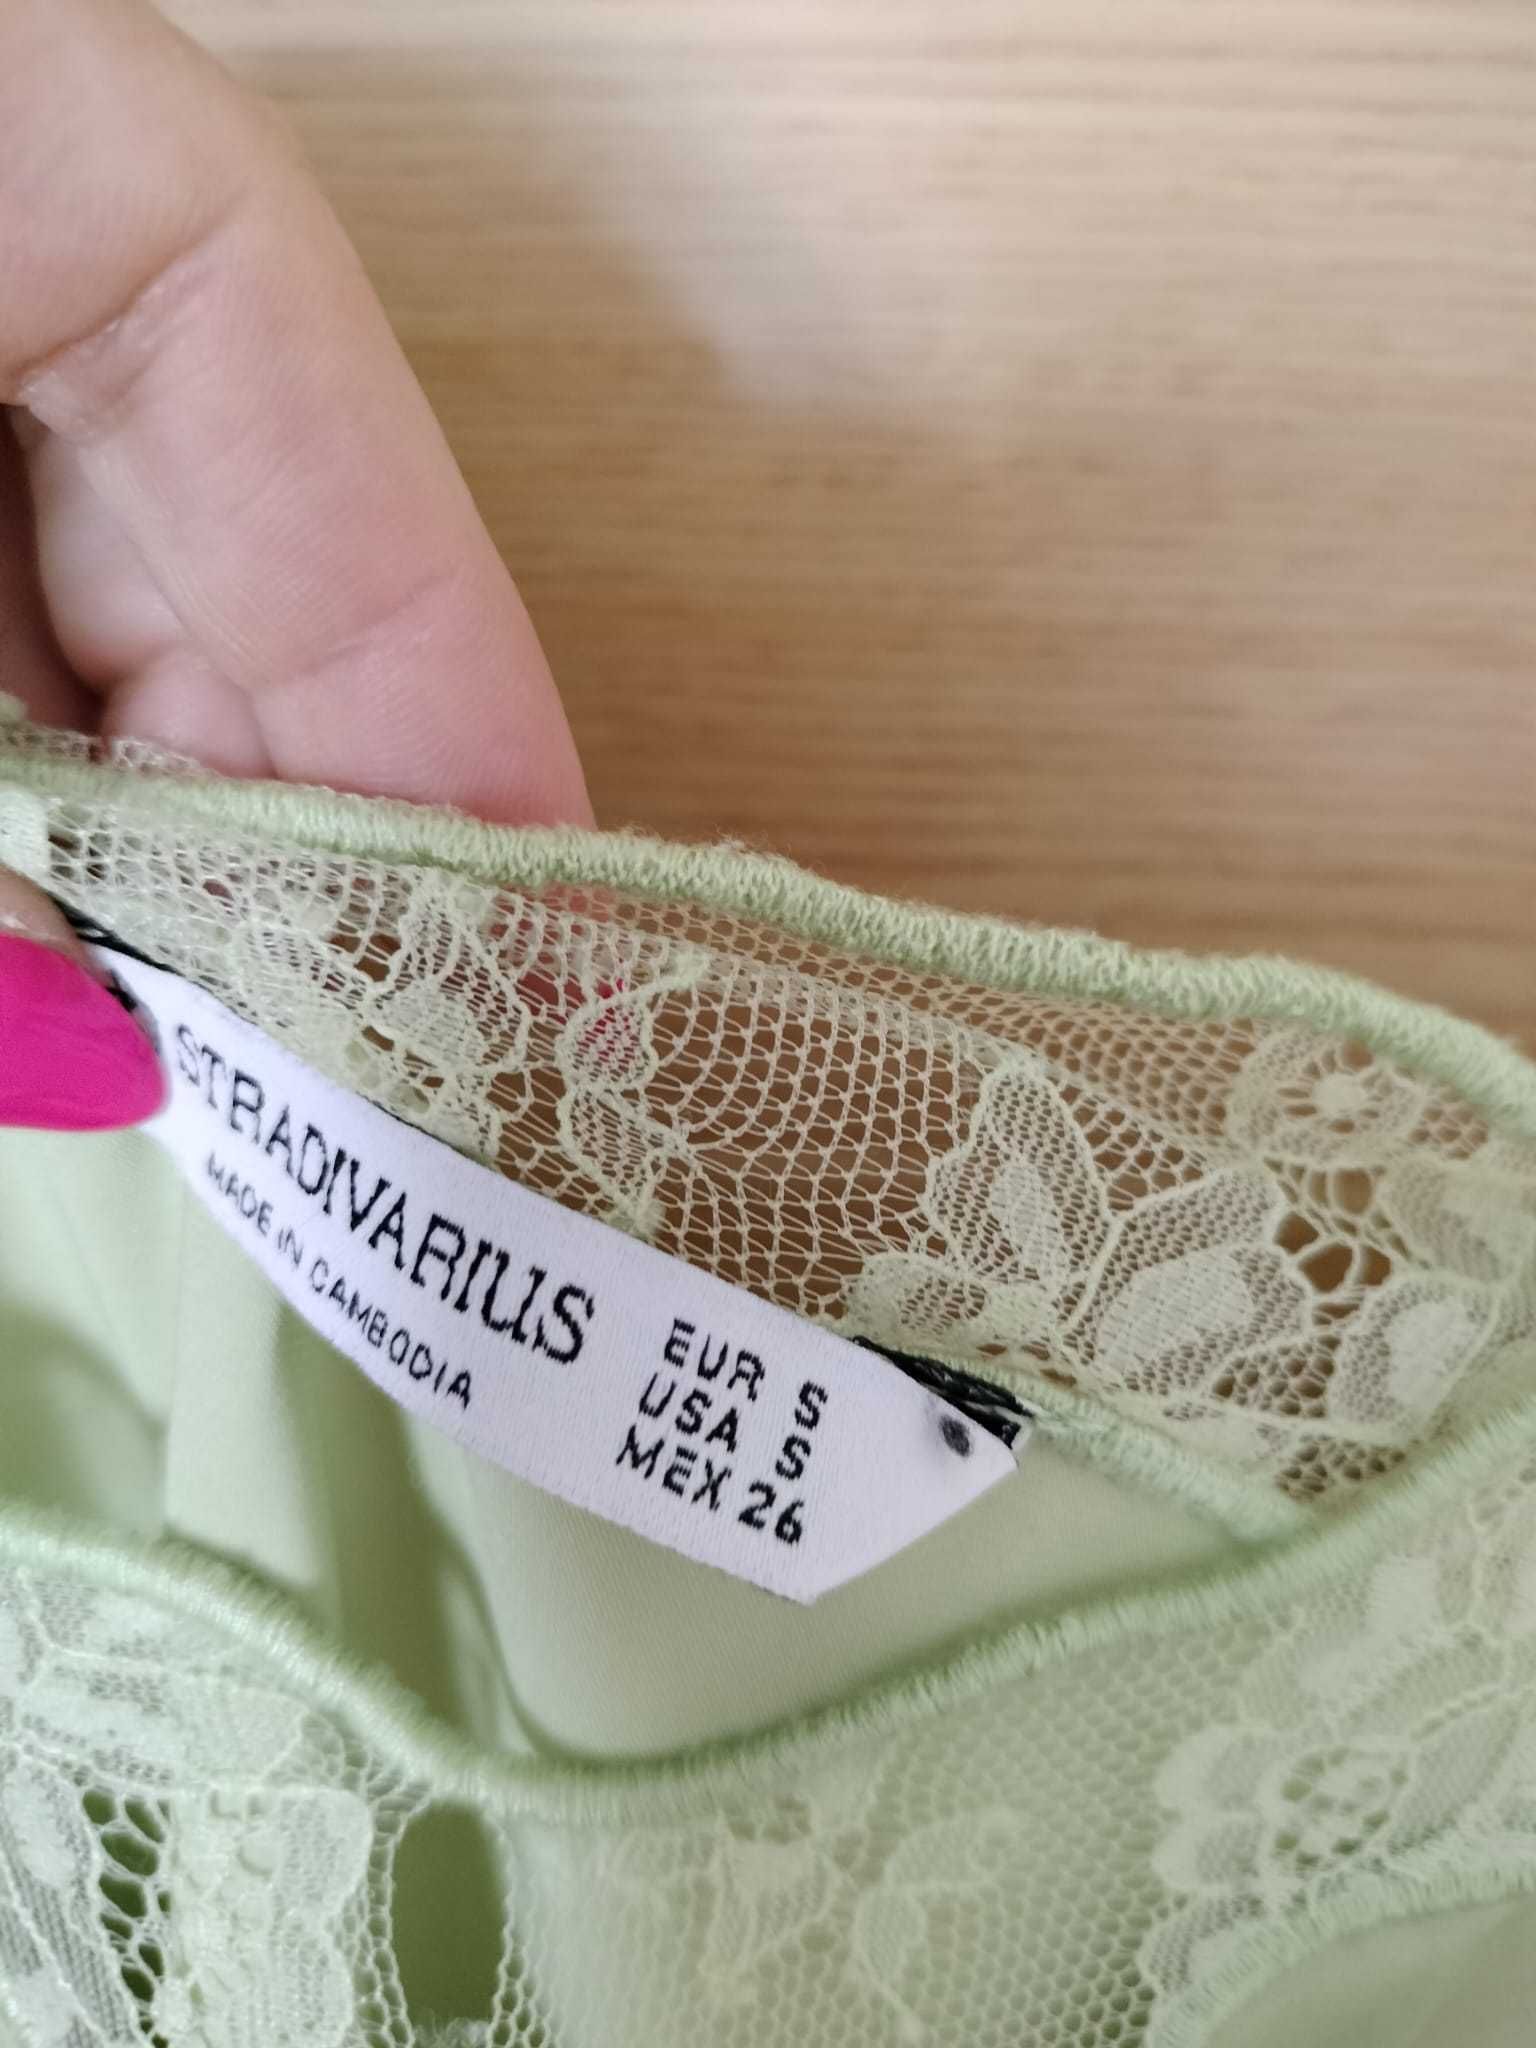 STRADIVARIUS
MADE IN CAMBODIA
EUR S
USA S
MEX 26